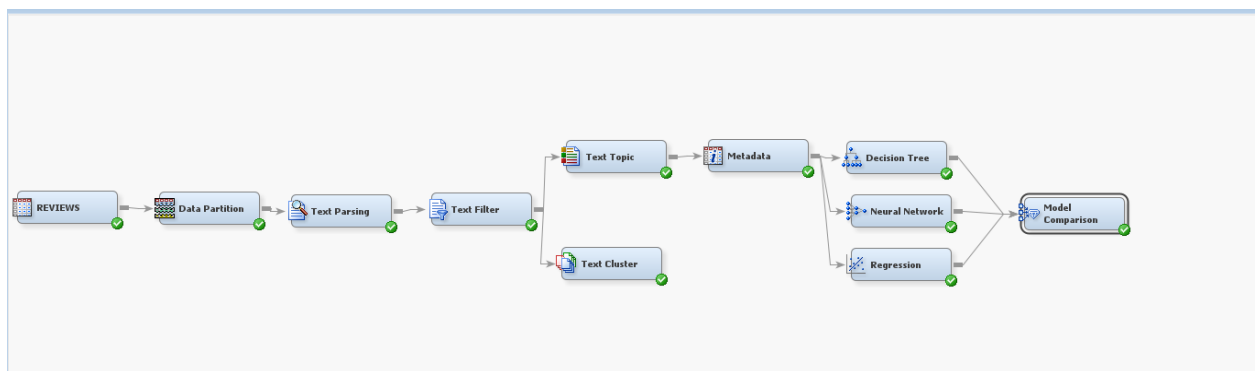 REVIEWS
Data Partition
Text Parsing
Text Filter
Text Topic
Text Cluster
Metadata
Decision Tree
Neural Network
Regression
Model
Comparison